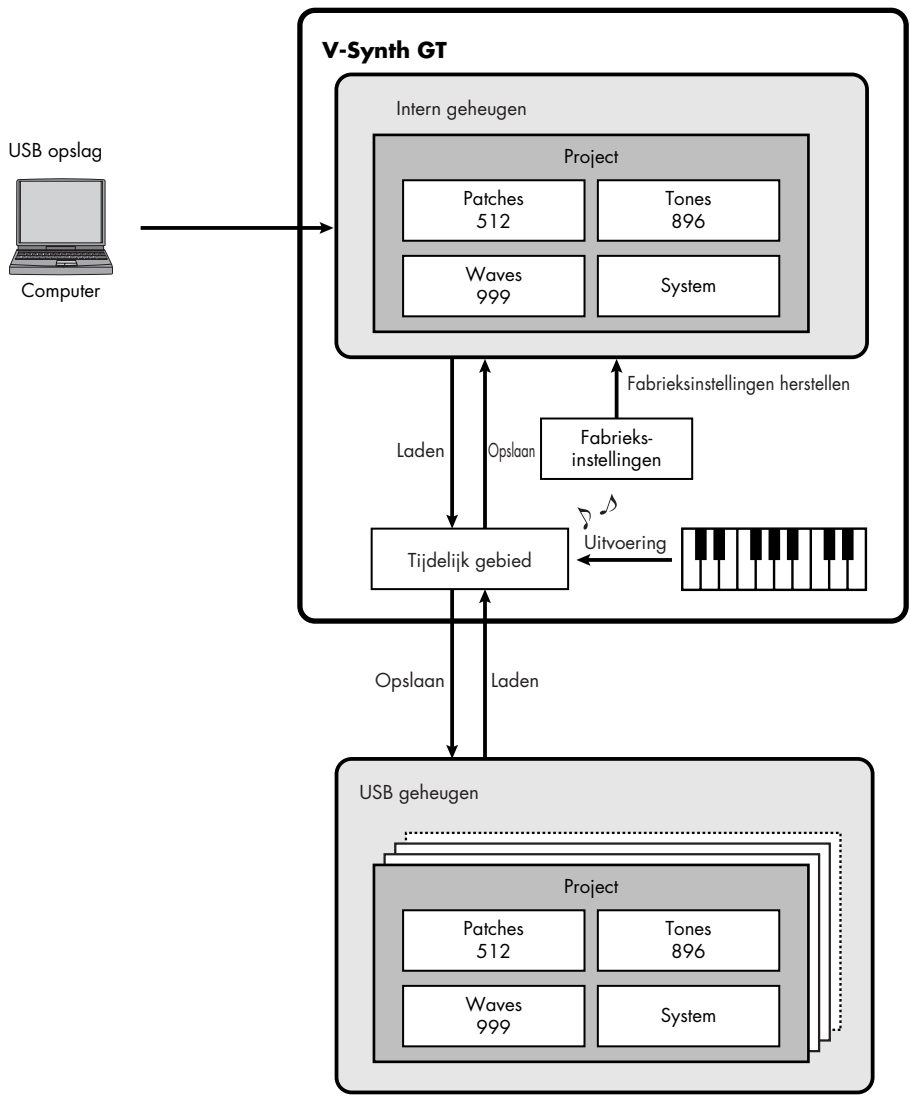 V-Synth GT
Intern geheugen
USB opslag
Project
Patches
512
Tones
896
Waves
999
System
Computer
Fabrieksinstellingen herstellen
Laden
Opslaan
Fabrieks-
instellingen
Uitvoering
Tijdelijk gebied
Opslaan
Laden
USB geheugen
Project
Patches
512
Tones
896
Waves
999
System